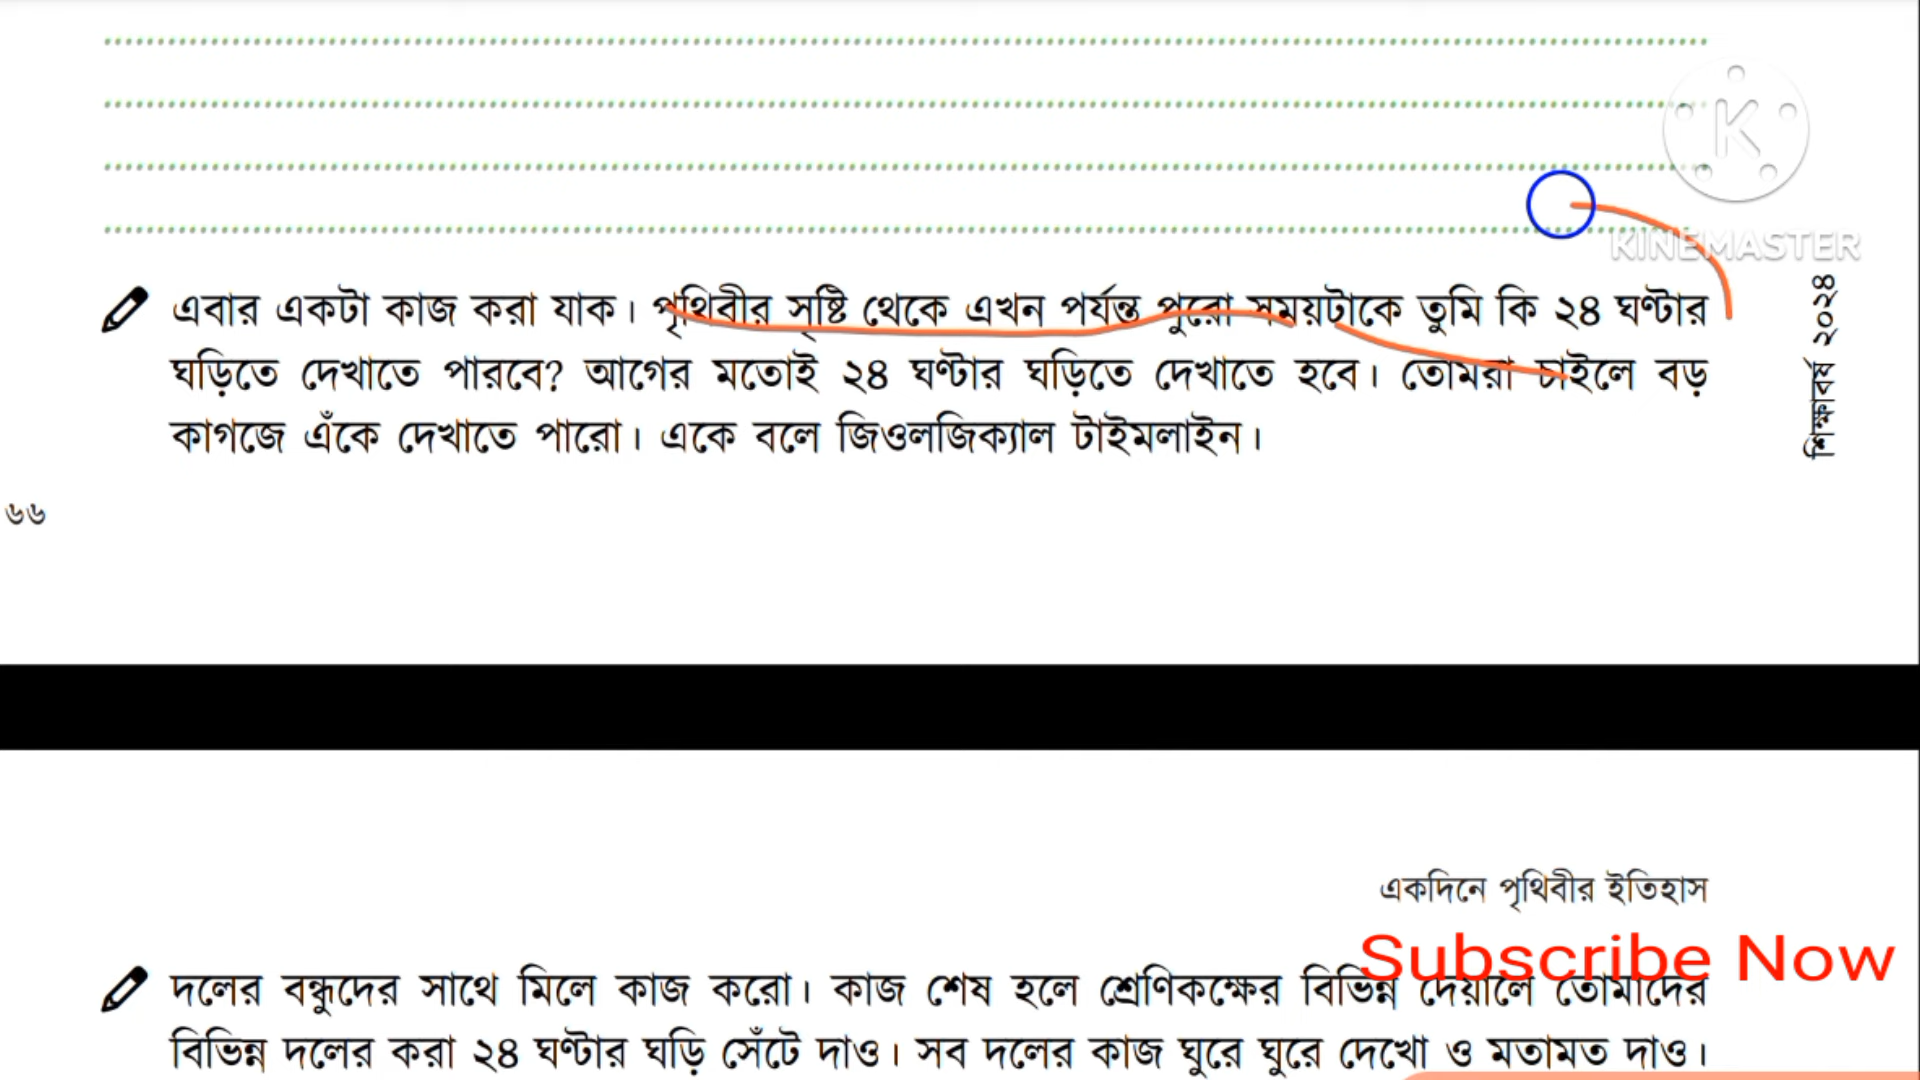 KINEMASTER
এবার একটা কাজ করা যাক। পৃথিবীর সৃষ্টি থেকে এখন পর্যন্ত পুরো সময়টাকে তুমি কি ২৪ ঘণ্টার
ঘড়িতে দেখাতে পারবে? আগের মতোই ২৪ ঘণ্টার ঘড়িতে দেখাতে হবে। তোমরা চাইলে বড়
কাগজে এঁকে দেখাতে পারো। একে বলে জিওলজিক্যাল টাইমলাইন।
শিক্ষাবর্ষ ২০২৪
৬৬
একদিনে পৃথিবীর ইতিহাস
Subscribe Now
দলের বন্ধুদের সাথে মিলে কাজ করো। কাজ শেষ হলে শ্রেণিকক্ষের বিভিন্ন দেয়ালে তোমাদের
বিভিন্ন দলের করা ২৪ ঘণ্টার ঘড়ি সেঁটে দাও। সব দলের কাজ ঘুরে ঘুরে দেখো ও মতামত দাও।